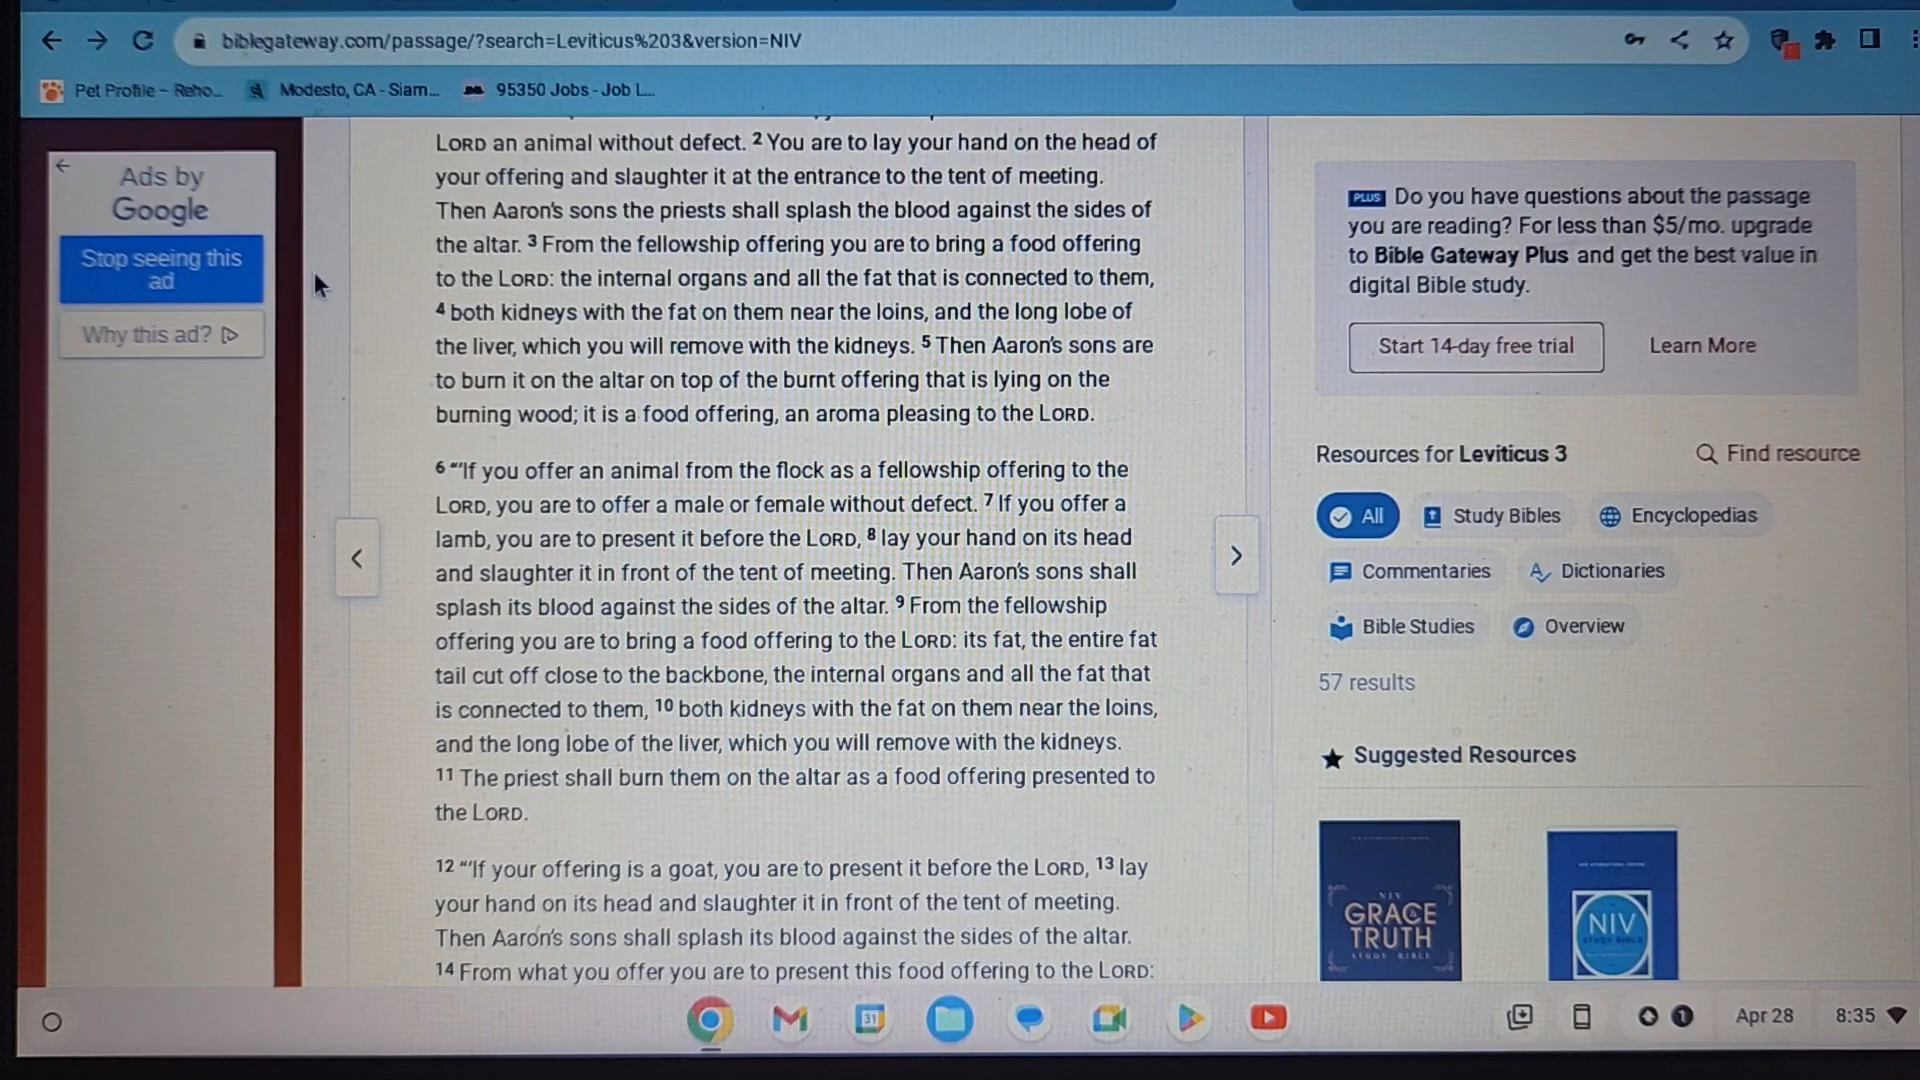 biblegateway.com/passage/?search=Leviticus%203&version=NIV
Pet Profile – Reho...
Modesto, CA - Siam...
95350 Jobs - Job L...
Ads by
Google
Stop seeing this
ad
Why this ad?
LORD an animal without defect. 2 You are to lay your hand on the head of
your offering and slaughter it at the entrance to the tent of meeting.
Then Aaron's sons the priests shall splash the blood against the sides of
the altar. 3 From the fellowship offering you are to bring a food offering
to the LORD: the internal organs and all the fat that is connected to them,
4 both kidneys with the fat on them near the loins, and the long lobe of
the liver, which you will remove with the kidneys. 5 Then Aaron's sons are
to burn it on the altar on top of the burnt offering that is lying on the
burning wood; it is a food offering, an aroma pleasing to the LORD.
6 “‘If you offer an animal from the flock as a fellowship offering to the
LORD, you are to offer a male or female without defect. 7 If you offer a
lamb, you are to present it before the LORD, 8 lay your hand on its head
and slaughter it in front of the tent of meeting. Then Aaron's sons shall
splash its blood against the sides of the altar. 9 From the fellowship
offering you are to bring a food offering to the LORD: its fat, the entire fat
tail cut off close to the backbone, the internal organs and all the fat that
is connected to them, 10 both kidneys with the fat on them near the loins,
and the long lobe of the liver, which you will remove with the kidneys.
11 The priest shall burn them on the altar as a food offering presented to
the LORD.
12 “‘If your offering is a goat, you are to present it before the LORD, 13 lay
your hand on its head and slaughter it in front of the tent of meeting.
Then Aaron's sons shall splash its blood against the sides of the altar.
14 From what you offer you are to present this food offering to the LORD:
PLUS Do you have questions about the passage
you are reading? For less than $5/mo. upgrade
to Bible Gateway Plus and get the best value in
digital Bible study.
Start 14-day free trial
Learn More
Resources for Leviticus 3
Find resource
All
Study Bibles
Encyclopedias
Commentaries
Dictionaries
Bible Studies
Overview
57 results
Suggested Resources
NIV
GRACE &
TRUTH
STUDY BIBLE
NIV
STUDY BIBLE
31
1
Apr 28
8:35